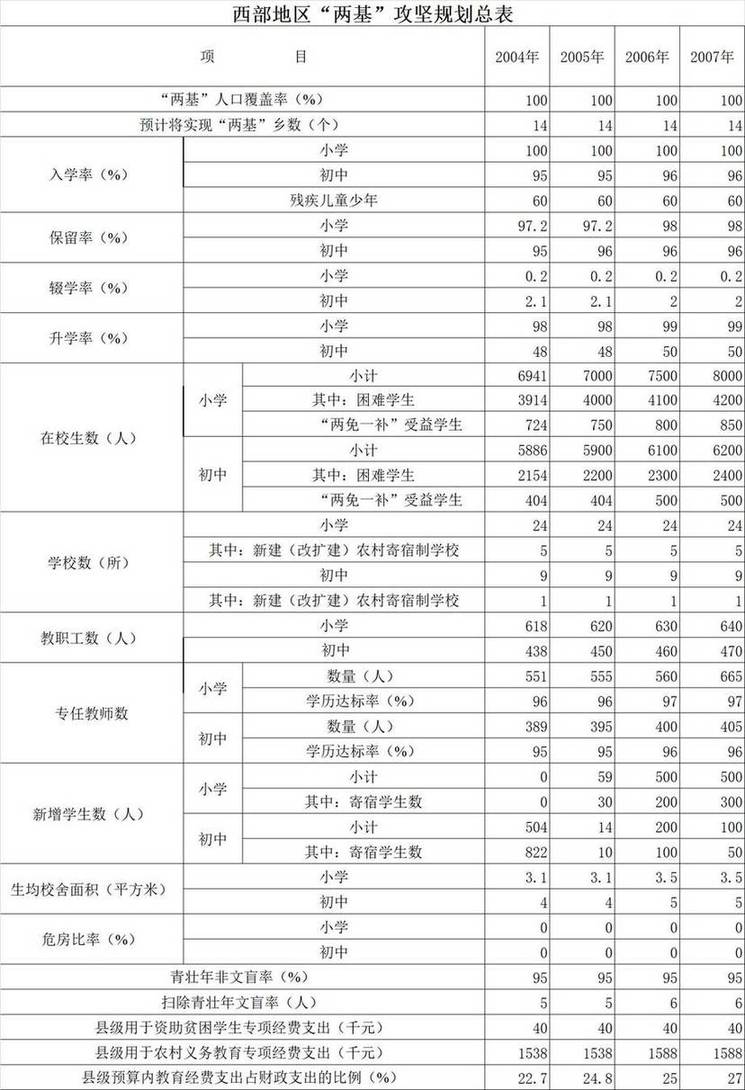 西部地区“两基”攻坚规划总表
项 目 2004年 2005年 2006年 2007年
“两基”人口覆盖率（%） 100 100 100 100
预计将实现“两基”乡数（个） 14 14 14 14
入学率（%） 小学 100 100 100 100
初中 95 95 96 96
残疾儿童少年 60 60 60 60
保留率（%） 小学 97.2 97.2 98 98
初中 95 96 96 96
辍学率（%） 小学 0.2 0.2 0.2 0.2
初中 2.1 2.1 2 2
升学率（%） 小学 98 98 99 99
初中 48 48 50 50
在校生数（人） 小学 小计 6941 7000 7500 8000
其中：困难学生 3914 4000 4100 4200
“两免一补”受益学生 724 750 800 850
初中 小计 5886 5900 6100 6200
其中：困难学生 2154 2200 2300 2400
“两免一补”受益学生 404 404 500 500
学校数（所） 小学 24 24 24 24
其中：新建（改扩建）农村寄宿制学校 5 5 5 5
初中 9 9 9 9
其中：新建（改扩建）农村寄宿制学校 1 1 1 1
教职工数（人） 小学 618 620 630 640
初中 438 450 460 470
专任教师数 小学 数量（人） 551 555 560 665
学历达标率（%） 96 96 97 97
初中 数量（人） 389 395 400 405
学历达标率（%） 95 95 96 96
新增学生数（人） 小学 小计 0 59 500 500
其中：寄宿学生数 0 30 200 300
初中 小计 504 14 200 100
其中：寄宿学生数 822 10 100 50
生均校舍面积（平方米） 小学 3.1 3.1 3.5 3.5
初中 4 4 5 5
危房比率（%） 小学 0 0 0 0
初中 0 0 0 0
青壮年非文盲率（%） 95 95 95 95
扫除青壮年文盲率（人） 5 5 6 6
县级用于资助贫困学生专项经费支出（千元） 40 40 40 40
县级用于农村义务教育专项经费支出（千元） 1538 1538 1588 1588
县级预算内教育经费支出占财政支出的比例（%） 22.7 24.8 25 27